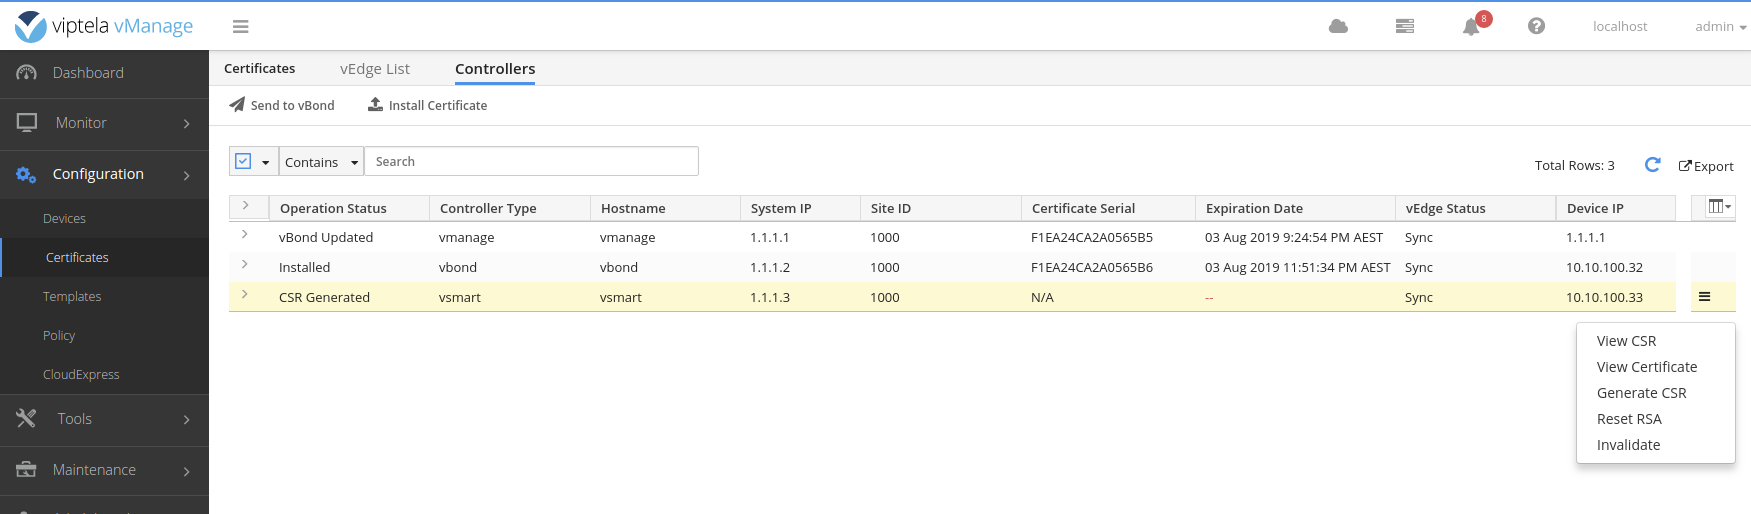 viptela vManage
8
localhost
admin
Dashboard
Monitor
Configuration
Devices
Certificates
Templates
Policy
CloudExpress
Tools
Maintenance
Certificates vEdge List Controllers
Send to vBond Install Certificate
Contains Search
Total Rows: 3 Export
Operation Status Controller Type Hostname System IP Site ID Certificate Serial Expiration Date vEdge Status Device IP
vBond Updated vmanage vmanage 1.1.1.1 1000 F1EA24CA2A0565B5 03 Aug 2019 9:24:54 PM AEST Sync 1.1.1.1
Installed vbond vbond 1.1.1.2 1000 F1EA24CA2A0565B6 03 Aug 2019 11:51:34 PM AEST Sync 10.10.100.32
CSR Generated vsmart vsmart 1.1.1.3 1000 N/A -- Sync 10.10.100.33
View CSR
View Certificate
Generate CSR
Reset RSA
Invalidate